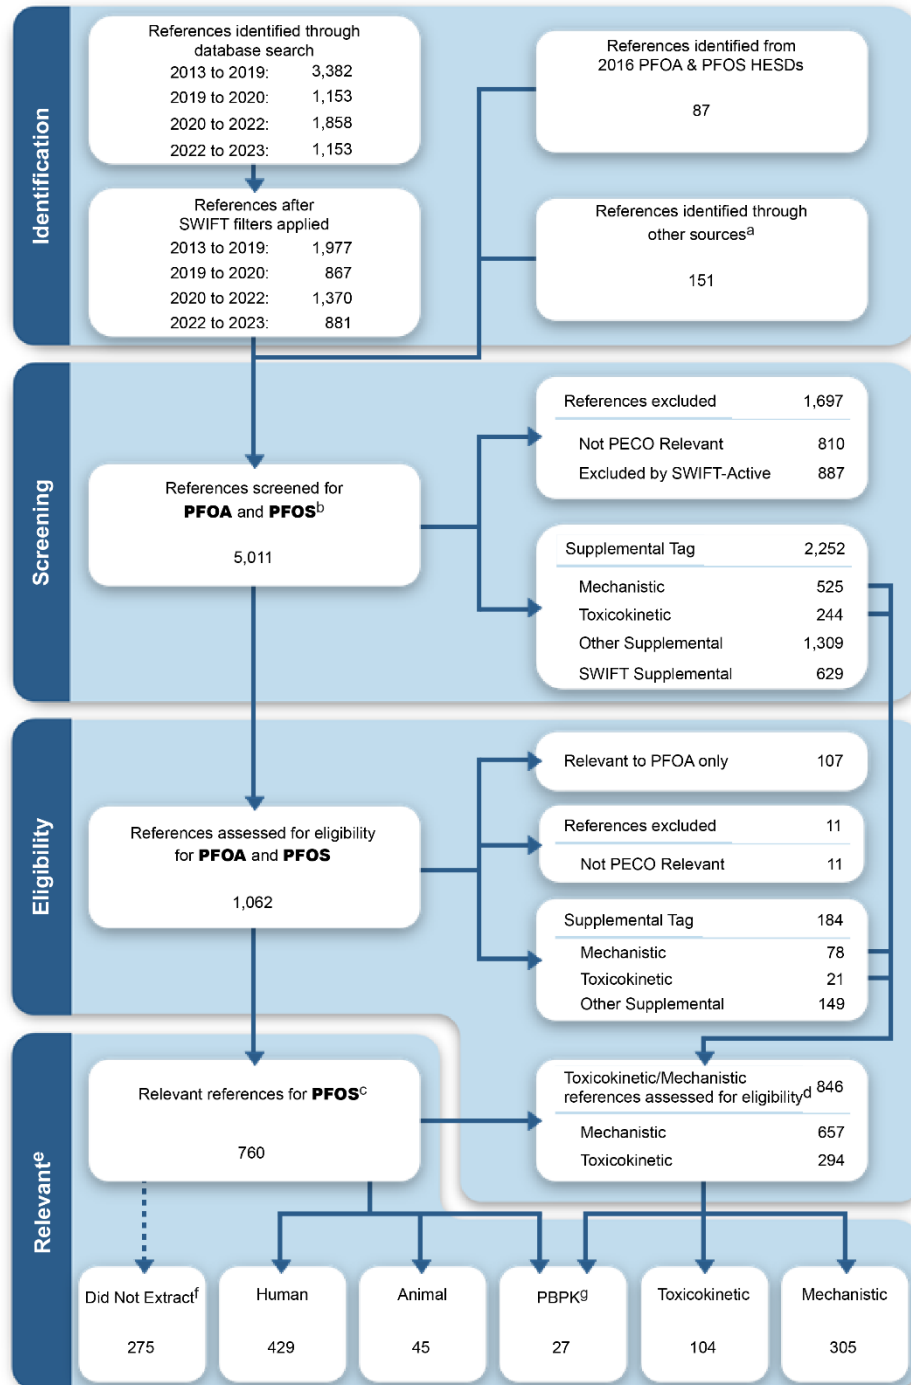 Identification
References identified through
database search
2013 to 2019: 3,382
2019 to 2020: 1,153
2020 to 2022: 1,858
2022 to 2023: 1,153
References after
SWIFT filters applied
2013 to 2019: 1,977
2019 to 2020: 867
2020 to 2022: 1,370
2022 to 2023: 881
References identified from
2016 PFOA & PFOS HESDs
87
References identified through
other sourcesa
151
Screening
References screened for
PFOA and PFOSb
5,011
References excluded 1,697
Not PECO Relevant 810
Excluded by SWIFT-Active 887
Supplemental Tag 2,252
Mechanistic 525
Toxicokinetic 244
Other Supplemental 1,309
SWIFT Supplemental 629
Eligibility
References assessed for eligibility
for PFOA and PFOS
1,062
Relevant to PFOA only 107
References excluded 11
Not PECO Relevant 11
Supplemental Tag 184
Mechanistic 78
Toxicokinetic 21
Other Supplemental 149
Relevante
Relevant references for PFOSc
760
Toxicokinetic/Mechanistic
references assessed for eligibilityd 846
Mechanistic 657
Toxicokinetic 294
Did Not Extractf
275
Human
429
Animal
45
PBPKg
27
Toxicokinetic
104
Mechanistic
305